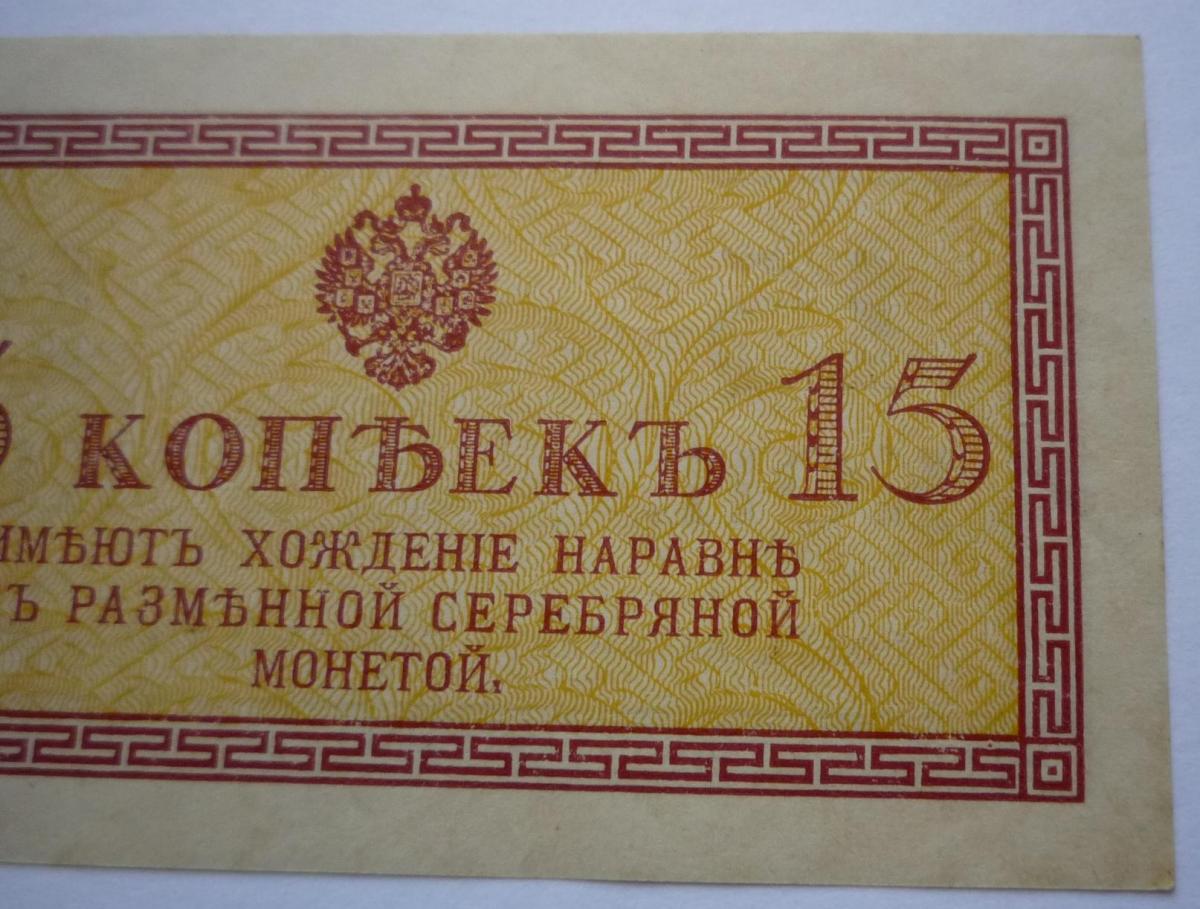 КОПѢЕКЪ 15
ИМѢЮТЪ ХОЖДЕНІЕ НАРАВНѢ
Ъ РАЗМѢННОЙ СЕРЕБРЯНОЙ
МОНЕТОЙ.